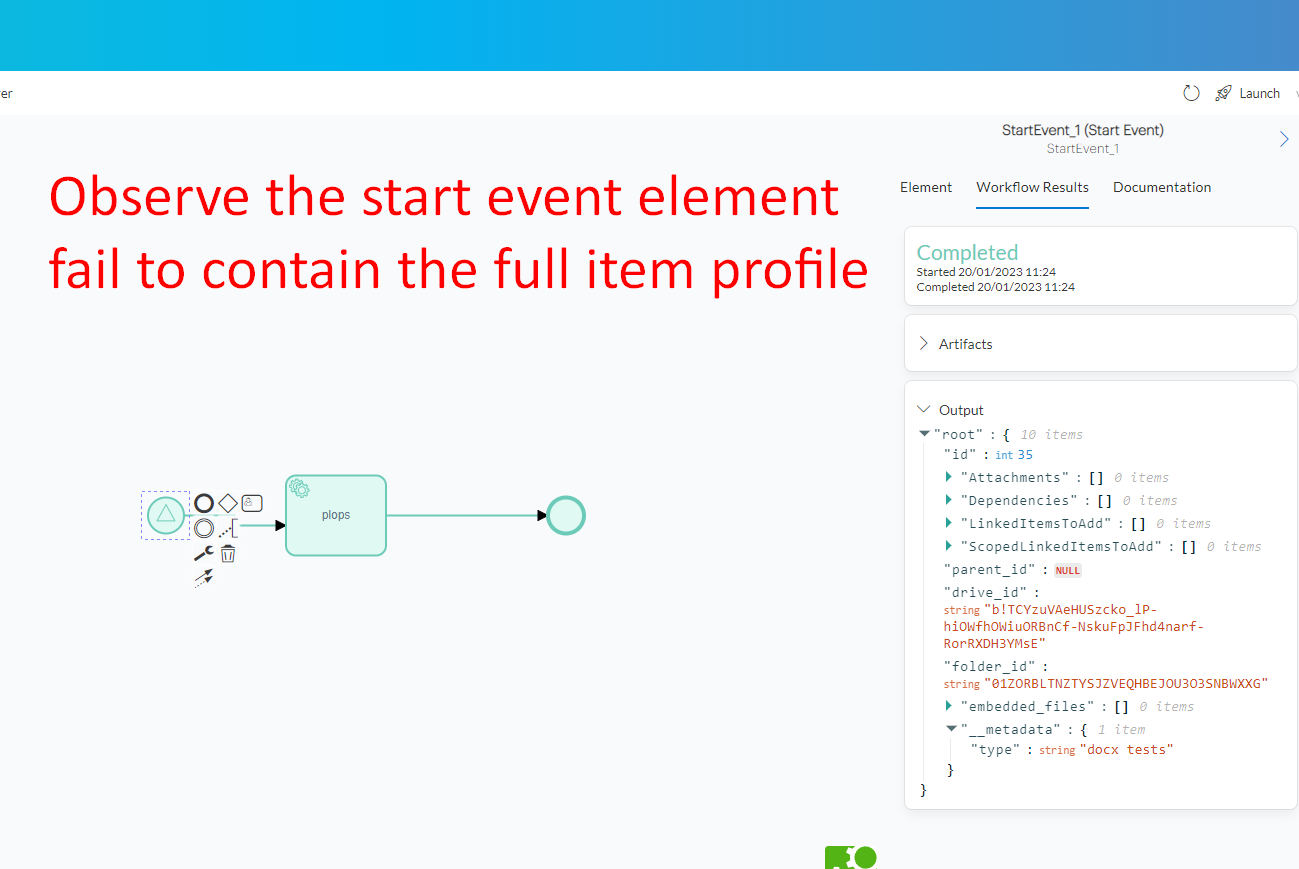 er
Launch
StartEvent_1 (Start Event)
StartEvent_1
Element Workflow Results Documentation
Observe the start event element
fail to contain the full item profile
Completed
Started 20/01/2023 11:24
Completed 20/01/2023 11:24
Artifacts
Output
"root" : { 10 items
"id" : int 35
"Attachments" : [] 0 items
"Dependencies" : [] 0 items
"LinkedItemsToAdd" : [] 0 items
"ScopedLinkedItemsToAdd" : [] 0 items
"parent_id" : NULL
"drive_id" :
string "b!TCYzuVAeHUSzcko_lP-
hiOWfhOWiuORBnCf-NskuFpJFhd4narf-
RorRXDH3YMsE"
"folder_id" :
string "01ZORBLTNZTYSJZVEQHBEJOU3O3SNBWXXG"
"embedded_files" : [] 0 items
"__metadata" : { 1 item
"type" : string "docx tests"
}
}
plops